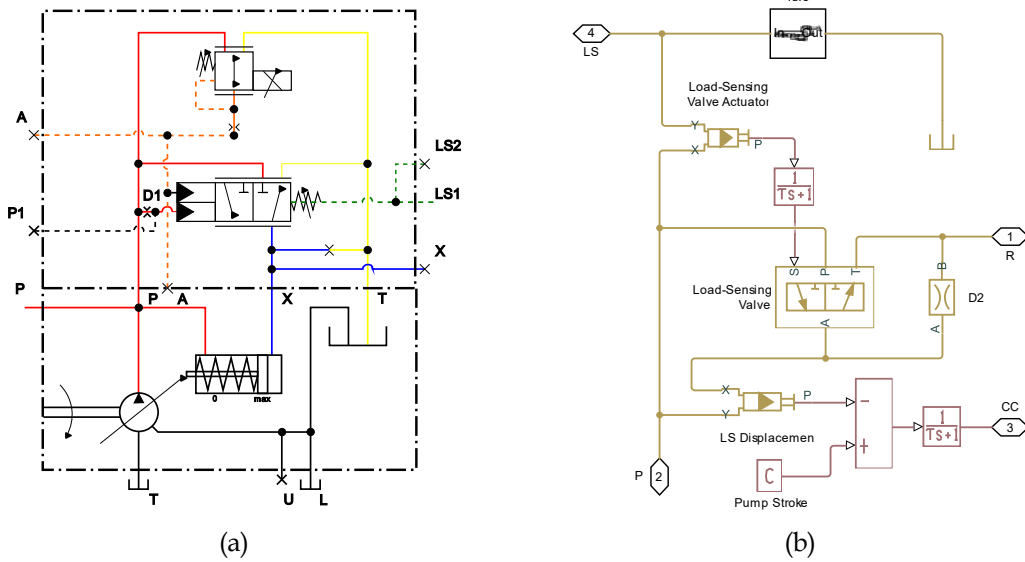 A
P1
P
D1
LS2
LS1
X
P
A
X
T
0
max
T
U
L
(a)
4
LS
In
Out
Load-Sensing
Valve Actuator
Y
X
P
1
Ts+1
1
R
S
P
T
Load-Sensing
Valve
A
B
D2
A
X
Y
P
LS Displacemen
−
+
1
Ts+1
CC
3
P
2
C
Pump Stroke
(b)